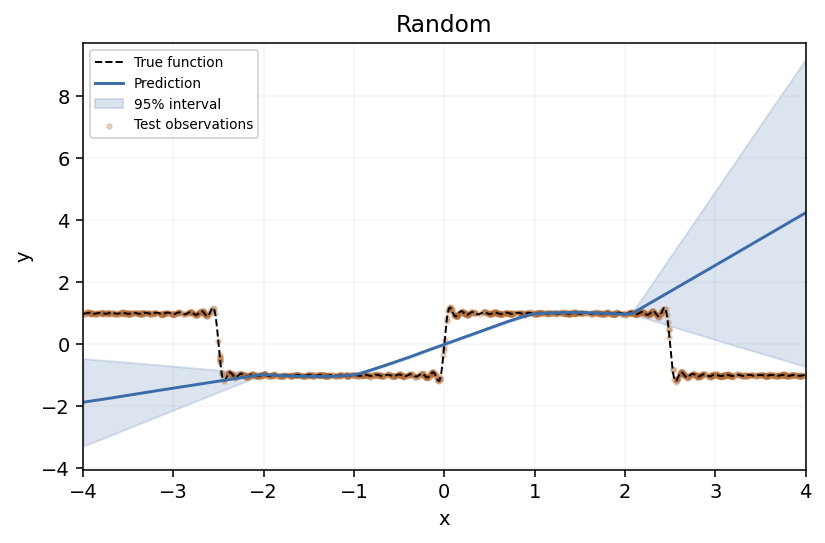 Random
True function
Prediction
95% interval
Test observations
y
8
6
4
2
0
−2
−4
−4 −3 −2 −1 0 1 2 3 4
x